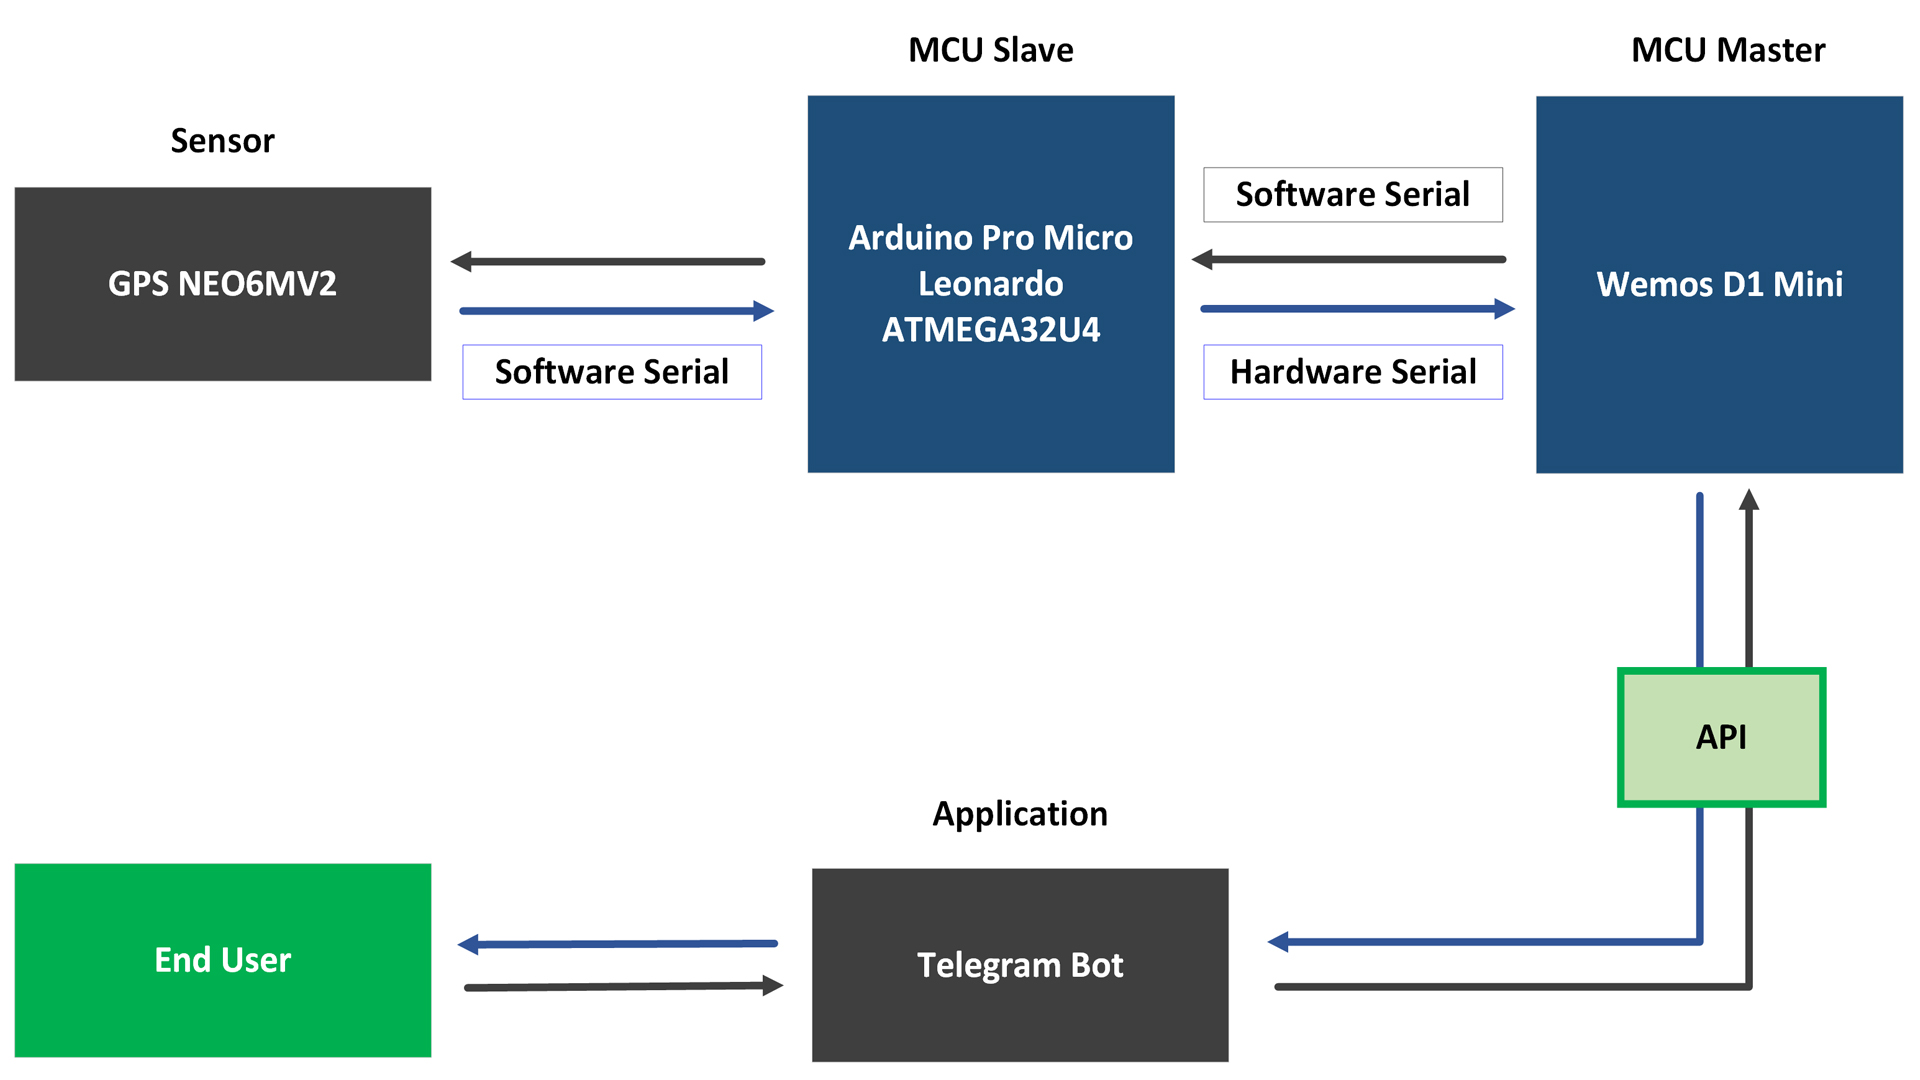 MCU Slave
MCU Master
Sensor
Software Serial
Arduino Pro Micro
Leonardo
ATMEGA32U4
GPS NEO6MV2
Wemos D1 Mini
Software Serial
Hardware Serial
API
Application
End User
Telegram Bot